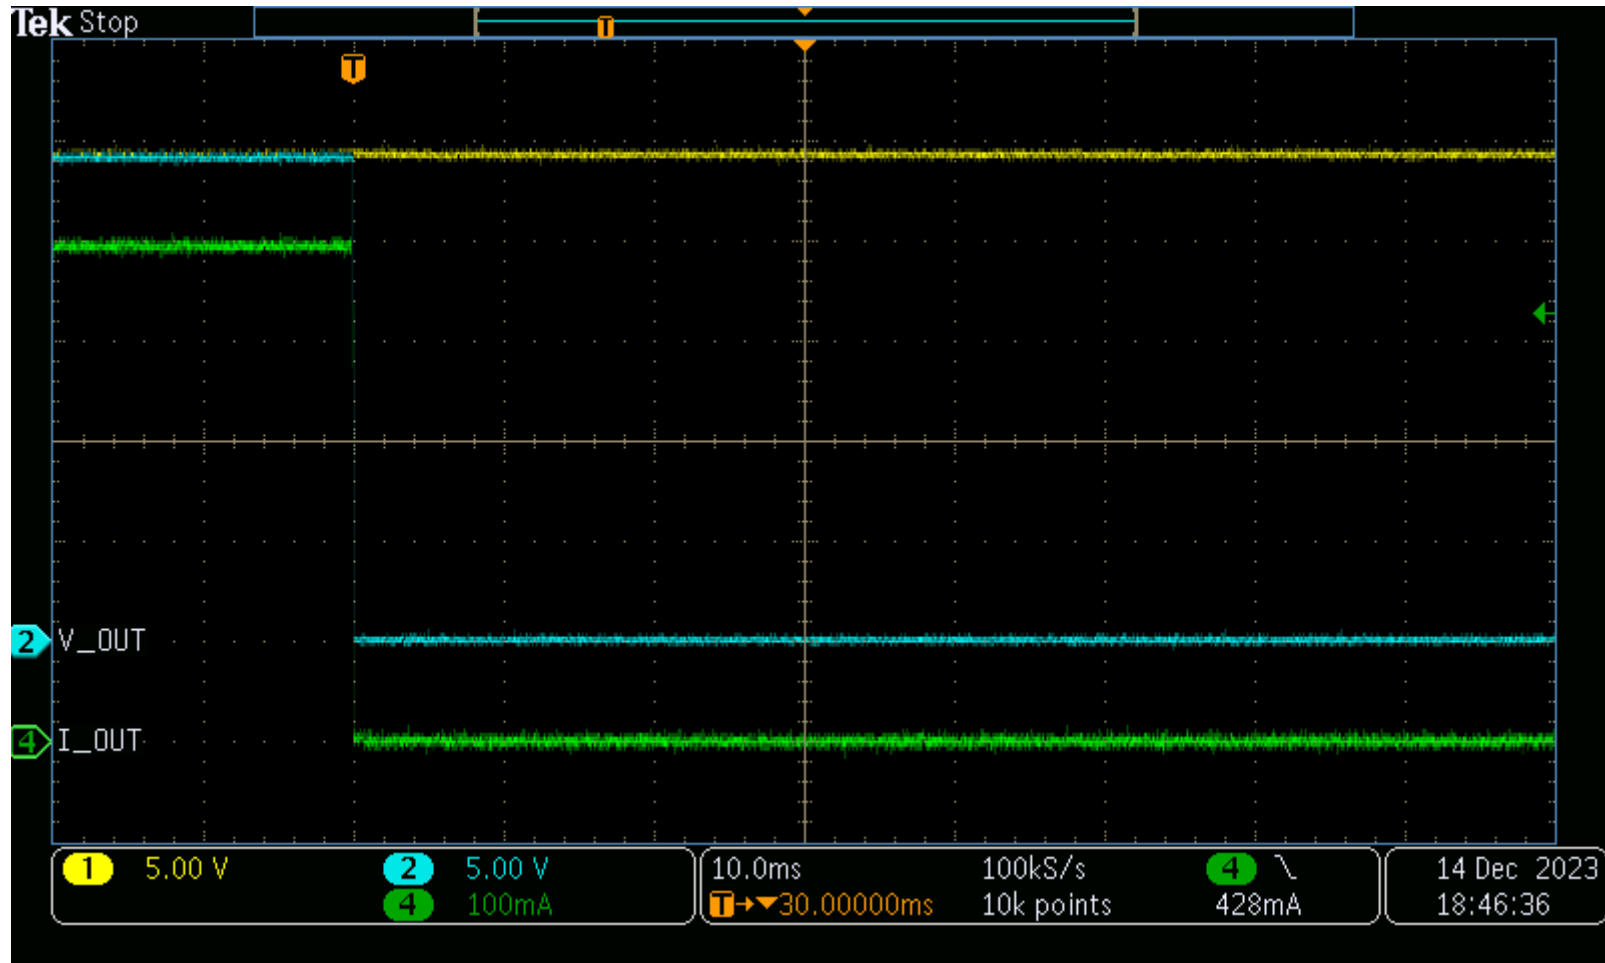 Tek Stop
T
T
2 V_OUT
4 I_OUT
1 5.00 V 2 5.00 V
4 100mA
10.0ms 100kS/s 4
T→▼30.00000ms 10k points 428mA
14 Dec 2023
18:46:36